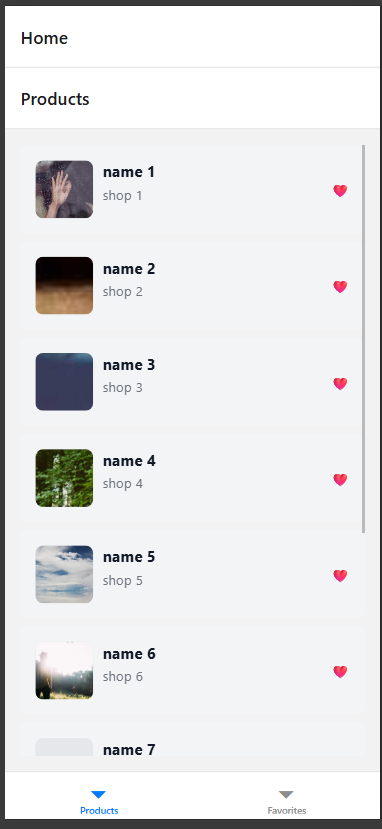 Home
Products
name 1
shop 1
name 2
shop 2
name 3
shop 3
name 4
shop 4
name 5
shop 5
name 6
shop 6
name 7
Products
Favorites